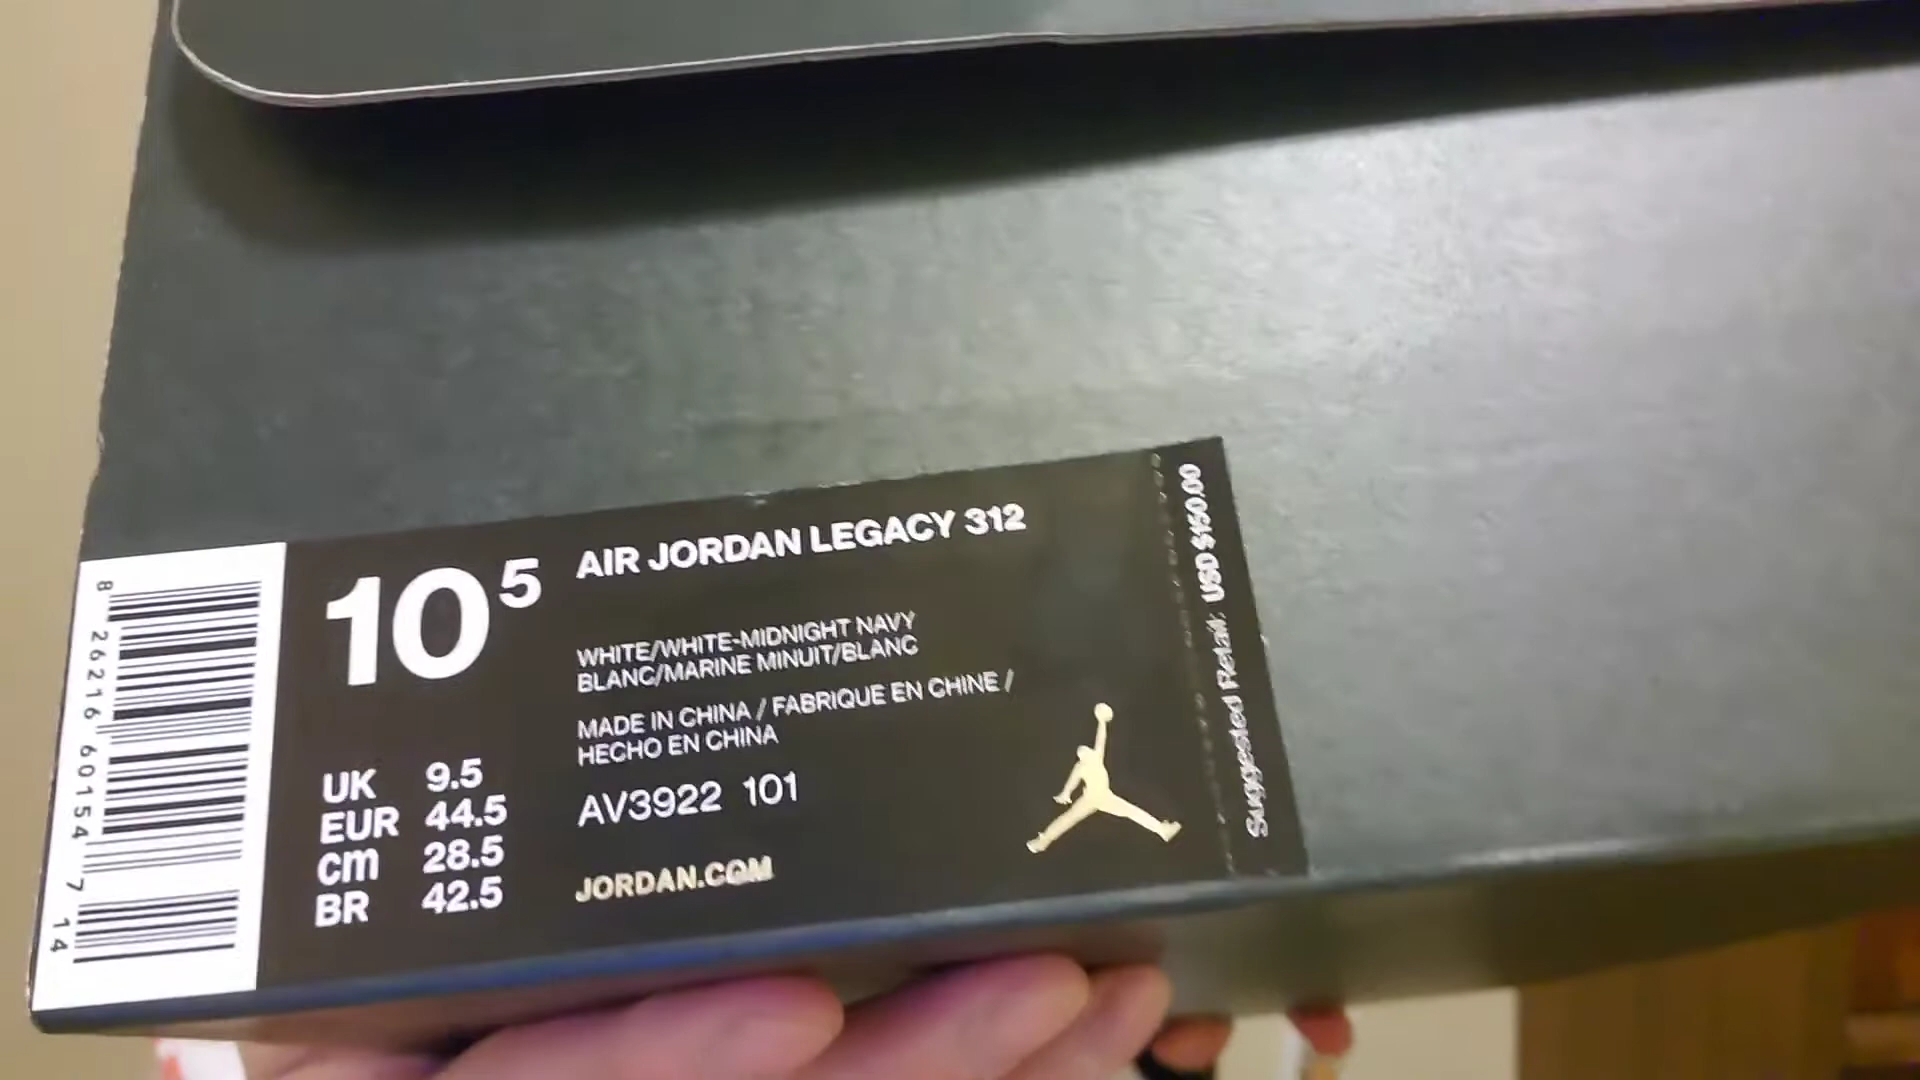 10⁵
AIR JORDAN LEGACY 312
WHITE/WHITE-MIDNIGHT NAVY
BLANC/MARINE MINUIT/BLANC
MADE IN CHINA / FABRIQUE EN CHINE /
HECHO EN CHINA
UK 9.5
EUR 44.5
cm 28.5
BR 42.5
AV3922 101
JORDAN.COM
Suggested Retail: USD $150.00
8 26216 60154 7 14